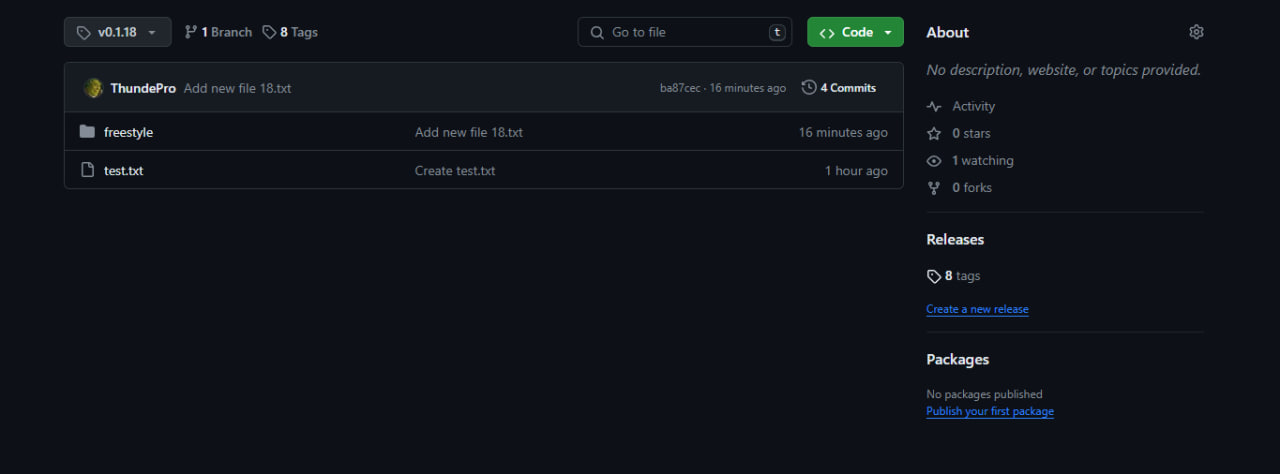 v0.1.18 1 Branch 8 Tags Go to file t Code
ThundePro Add new file 18.txt ba87cec · 16 minutes ago 4 Commits
freestyle Add new file 18.txt 16 minutes ago
test.txt Create test.txt 1 hour ago
About
No description, website, or topics provided.
Activity
0 stars
1 watching
0 forks
Releases
8 tags
Create a new release
Packages
No packages published
Publish your first package